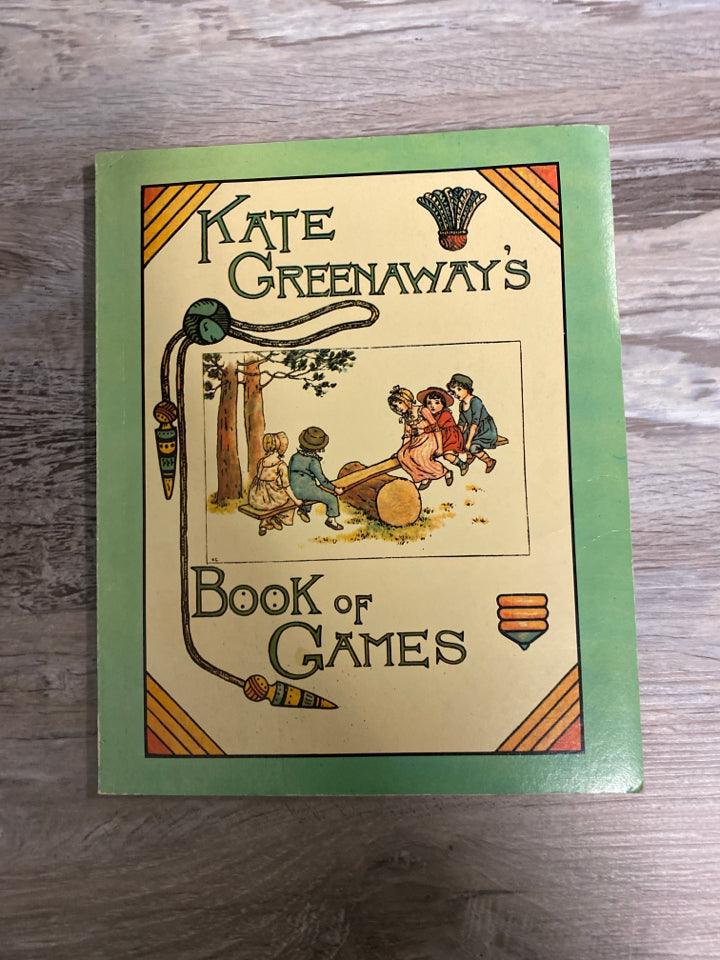 KATE
GREENAWAY'S
BOOK OF
GAMES